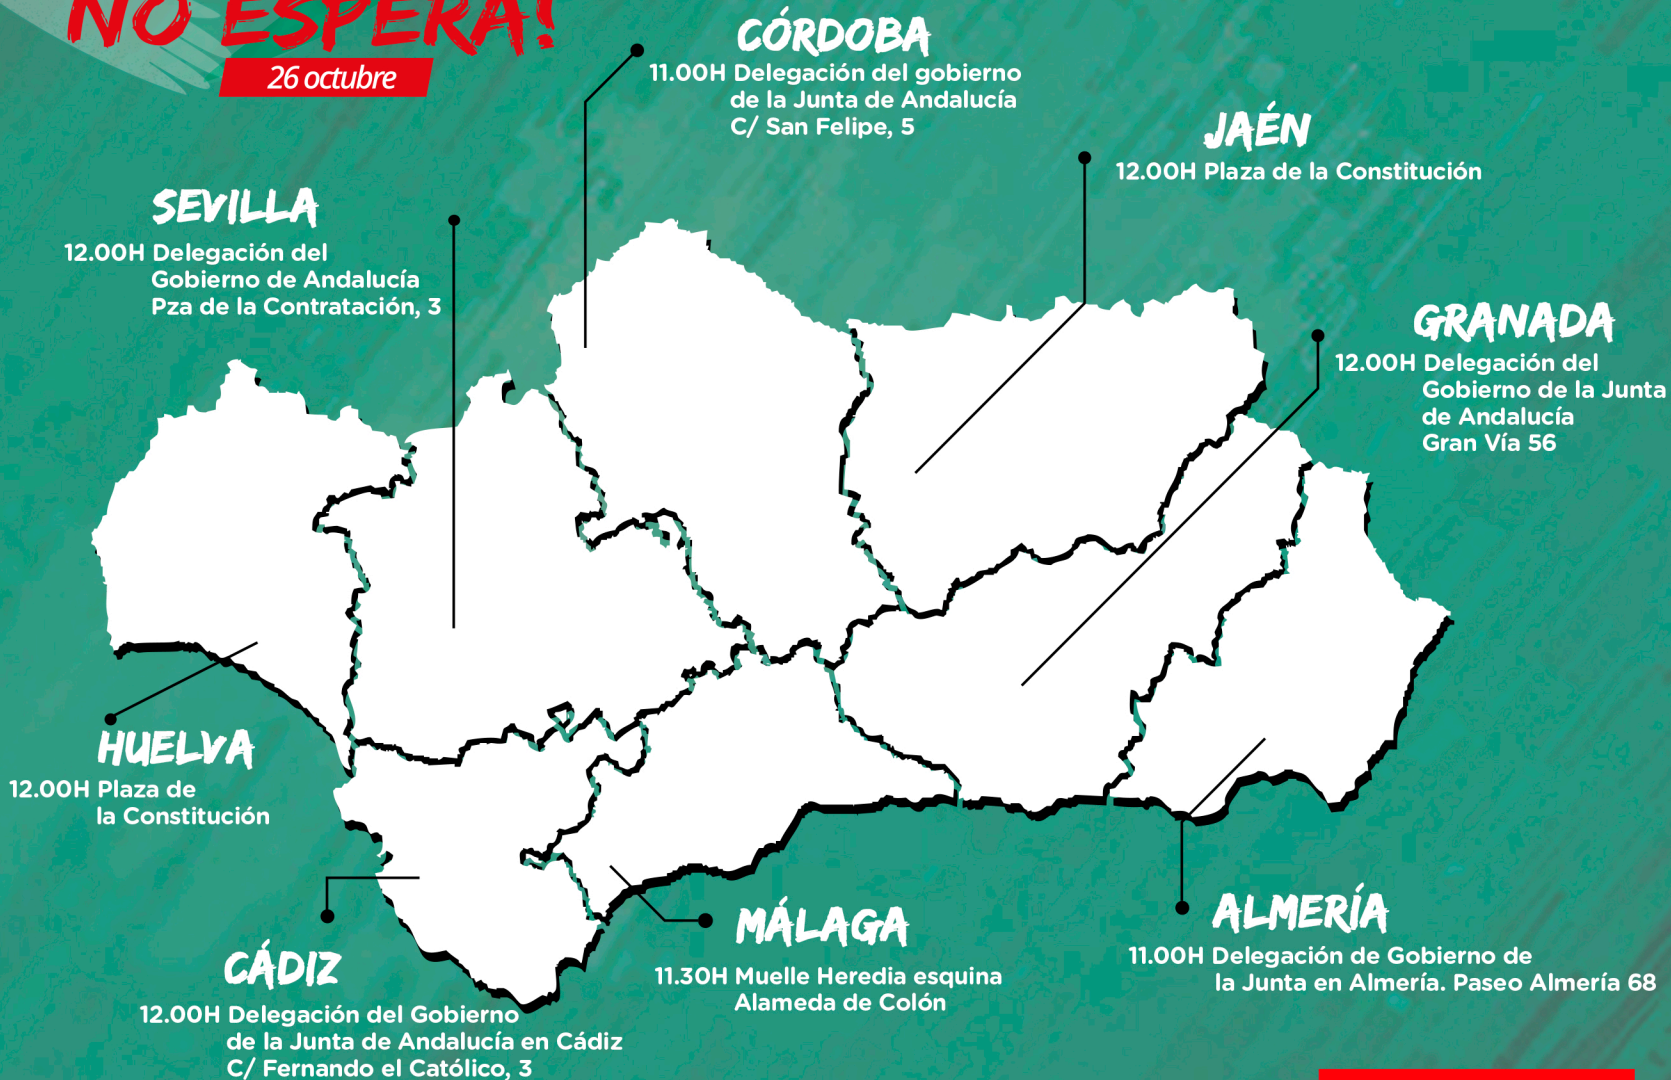 NO ESPERA!
26 octubre
CÓRDOBA
11.00H Delegación del gobierno
de la Junta de Andalucía
C/ San Felipe, 5
JAÉN
12.00H Plaza de la Constitución
SEVILLA
12.00H Delegación del
Gobierno de Andalucía
Pza de la Contratación, 3
GRANADA
12.00H Delegación del
Gobierno de la Junta
de Andalucía
Gran Vía 56
HUELVA
12.00H Plaza de
la Constitución
CÁDIZ
12.00H Delegación del Gobierno
de la Junta de Andalucía en Cádiz
C/ Fernando el Católico, 3
MÁLAGA
11.30H Muelle Heredia esquina
Alameda de Colón
ALMERÍA
11.00H Delegación de Gobierno de
la Junta en Almería. Paseo Almería 68